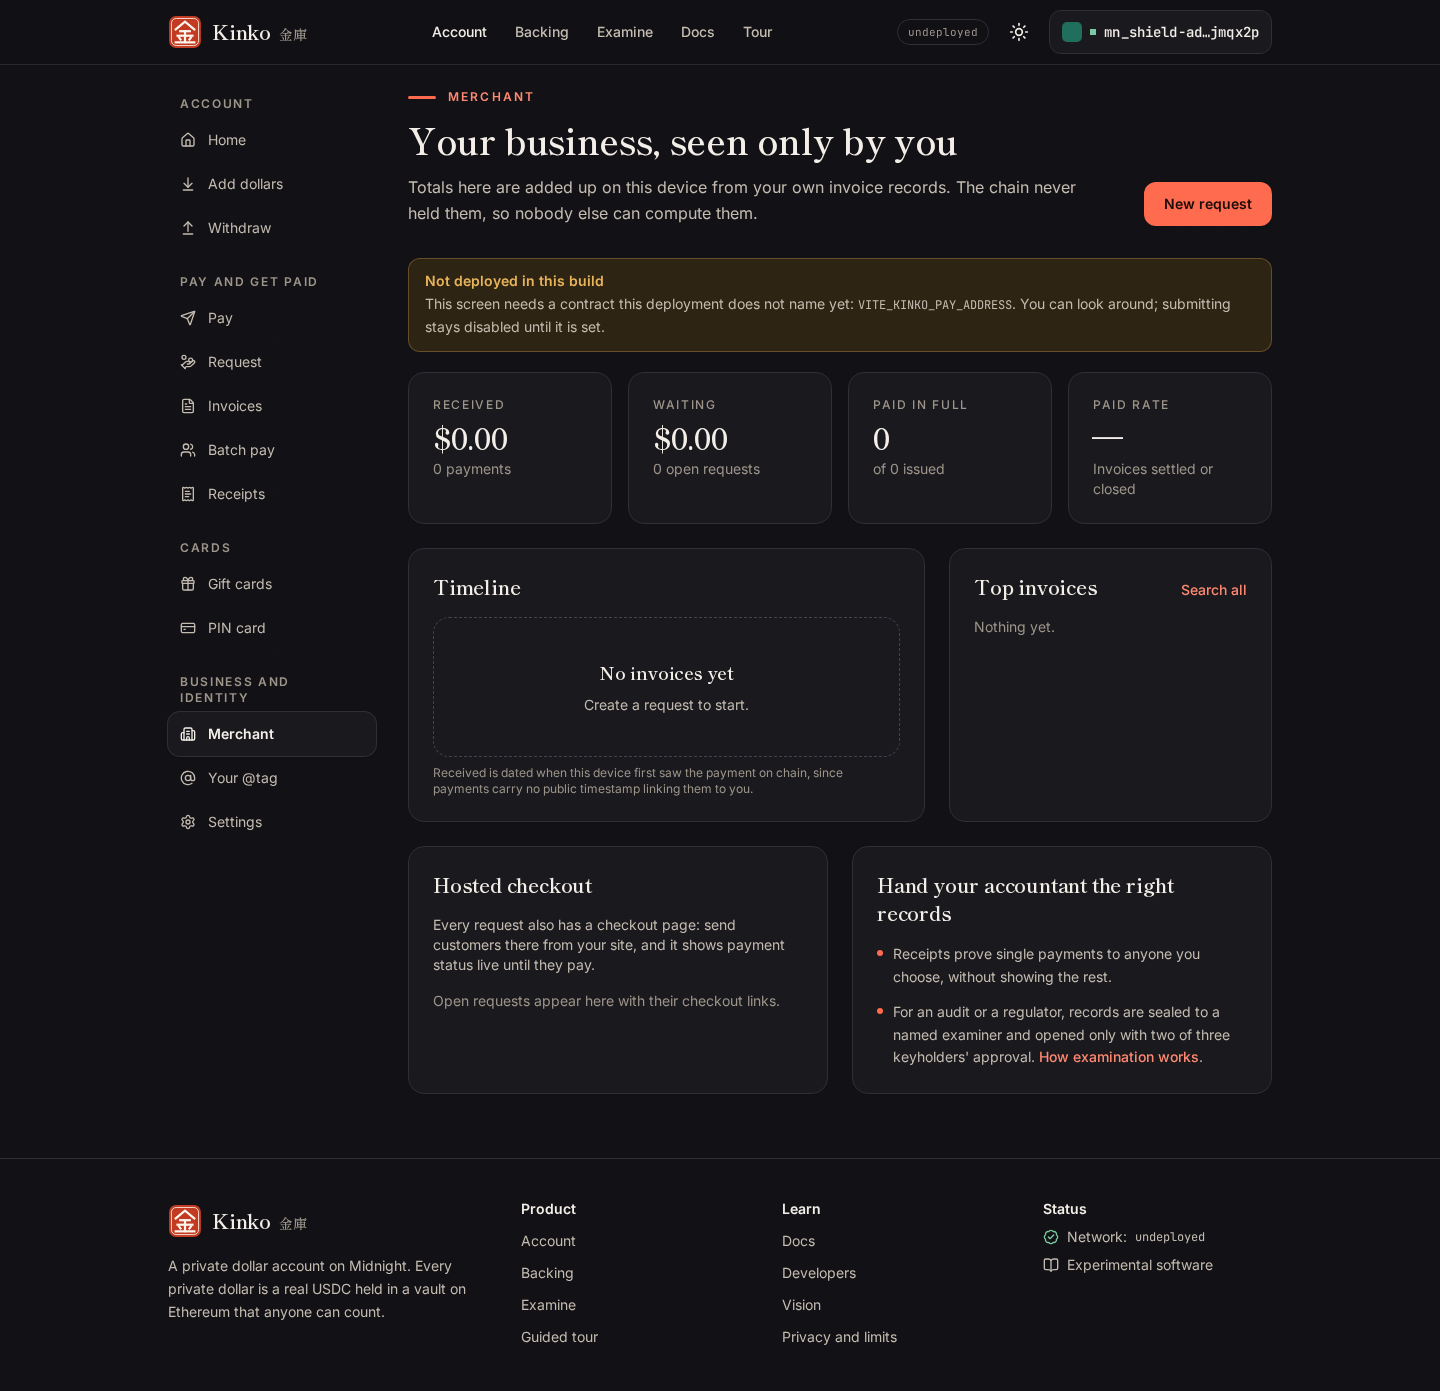 金 Kinko 金庫
Account Backing Examine Docs Tour
undeployed
mn_shield-ad…jmqx2p
ACCOUNT
Home
Add dollars
Withdraw
PAY AND GET PAID
Pay
Request
Invoices
Batch pay
Receipts
CARDS
Gift cards
PIN card
BUSINESS AND
IDENTITY
Merchant
Your @tag
Settings
MERCHANT
Your business, seen only by you
Totals here are added up on this device from your own invoice records. The chain never
held them, so nobody else can compute them.
New request
Not deployed in this build
This screen needs a contract this deployment does not name yet: VITE_KINKO_PAY_ADDRESS. You can look around; submitting
stays disabled until it is set.
RECEIVED
$0.00
0 payments
WAITING
$0.00
0 open requests
PAID IN FULL
0
of 0 issued
PAID RATE
—
Invoices settled or
closed
Timeline
No invoices yet
Create a request to start.
Received is dated when this device first saw the payment on chain, since
payments carry no public timestamp linking them to you.
Top invoices
Search all
Nothing yet.
Hosted checkout
Every request also has a checkout page: send
customers there from your site, and it shows payment
status live until they pay.
Open requests appear here with their checkout links.
Hand your accountant the right
records
Receipts prove single payments to anyone you
choose, without showing the rest.
For an audit or a regulator, records are sealed to a
named examiner and opened only with two of three
keyholders' approval. How examination works.
金 Kinko 金庫
A private dollar account on Midnight. Every
private dollar is a real USDC held in a vault on
Ethereum that anyone can count.
Product
Account
Backing
Examine
Guided tour
Learn
Docs
Developers
Vision
Privacy and limits
Status
Network: undeployed
Experimental software